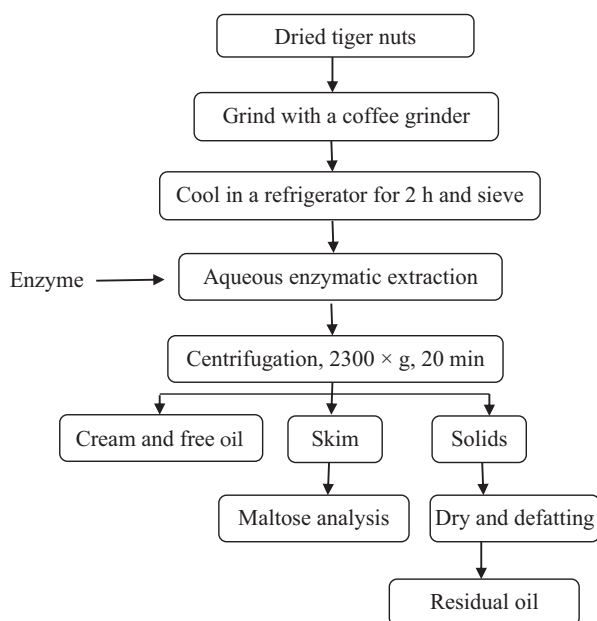 Dried tiger nuts
Grind with a coffee grinder
Cool in a refrigerator for 2 h and sieve
Enzyme
Aqueous enzymatic extraction
Centrifugation, 2300 × g, 20 min
Cream and free oil
Skim
Solids
Maltose analysis
Dry and defatting
Residual oil